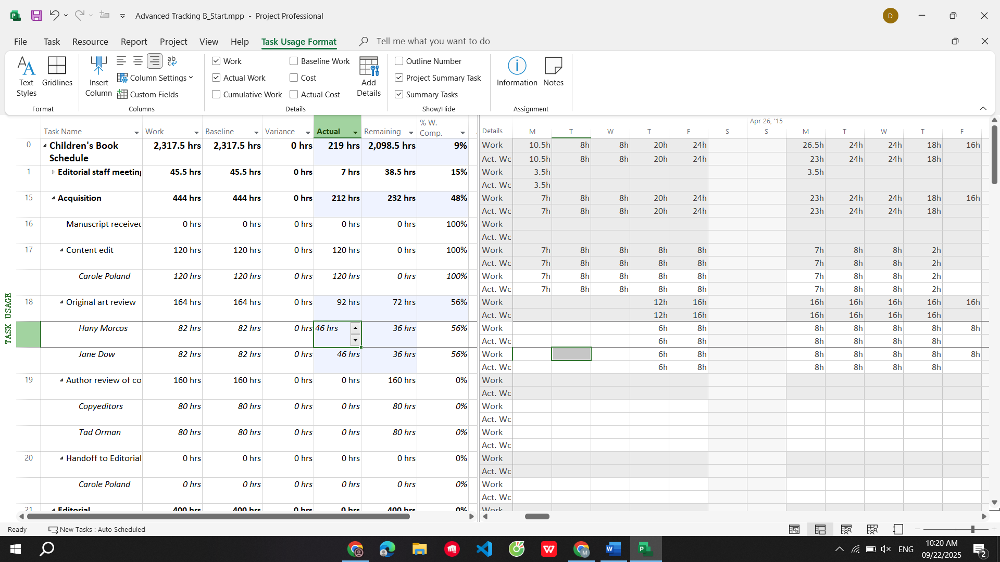 Advanced Tracking B_Start.mpp - Project Professional
D
File Task Resource Report Project View Help Task Usage Format Tell me what you want to do
Text Styles
Gridlines
Format
Insert Column
Column Settings
Custom Fields
Columns
Work
Actual Work
Cumulative Work
Baseline Work
Cost
Actual Cost
Add Details
Details
Outline Number
Project Summary Task
Summary Tasks
Show/Hide
Information
Notes
Assignment
Task Name Work Baseline Variance Actual Remaining % W. Comp.
0 Children's Book Schedule 2,317.5 hrs 2,317.5 hrs 0 hrs 219 hrs 2,098.5 hrs 9%
1 Editorial staff meeting 45.5 hrs 45.5 hrs 0 hrs 7 hrs 38.5 hrs 15%
15 Acquisition 444 hrs 444 hrs 0 hrs 212 hrs 232 hrs 48%
16 Manuscript received 0 hrs 0 hrs 0 hrs 0 hrs 0 hrs 100%
17 Content edit 120 hrs 120 hrs 0 hrs 120 hrs 0 hrs 100%
Carole Poland 120 hrs 120 hrs 0 hrs 120 hrs 0 hrs 100%
18 Original art review 164 hrs 164 hrs 0 hrs 92 hrs 72 hrs 56%
Hany Morcos 82 hrs 82 hrs 0 hrs 46 hrs 36 hrs 56%
Jane Dow 82 hrs 82 hrs 0 hrs 46 hrs 36 hrs 56%
19 Author review of co 160 hrs 160 hrs 0 hrs 0 hrs 160 hrs 0%
Copyeditors 80 hrs 80 hrs 0 hrs 0 hrs 80 hrs 0%
Tad Orman 80 hrs 80 hrs 0 hrs 0 hrs 80 hrs 0%
20 Handoff to Editorial 0 hrs 0 hrs 0 hrs 0 hrs 0 hrs 0%
Carole Poland 0 hrs 0 hrs 0 hrs 0 hrs 0 hrs 0%
21 Editorial 400 hrs 400 hrs 0 hrs 0 hrs 400 hrs 0%
TASK USAGE
Apr 26, '15
Details M T W T F S S M T W T F
Work 10.5h 8h 8h 20h 24h 26.5h 24h 24h 18h 16h
Act. Wc 10.5h 8h 8h 20h 24h 23h 24h 24h 18h
Work 3.5h 3.5h
Act. Wc 3.5h
Work 7h 8h 8h 20h 24h 23h 24h 24h 18h 16h
Act. Wc 7h 8h 8h 20h 24h 23h 24h 24h 18h
Work
Act. Wc
Work 7h 8h 8h 8h 8h 7h 8h 8h 2h
Act. Wc 7h 8h 8h 8h 8h 7h 8h 8h 2h
Work 7h 8h 8h 8h 8h 7h 8h 8h 2h
Act. Wc 7h 8h 8h 8h 8h 7h 8h 8h 2h
Work 12h 16h 16h 16h 16h 16h 16h
Act. Wc 12h 16h 16h 16h 16h 16h
Work 6h 8h 8h 8h 8h 8h 8h
Act. Wc 6h 8h 8h 8h 8h 8h
Work 6h 8h 8h 8h 8h 8h 8h
Act. Wc 6h 8h 8h 8h 8h 8h
Work
Act. Wc
Work
Act. Wc
Work
Act. Wc
Work
Act. Wc
Work
Act. Wc
Work
Ready New Tasks : Auto Scheduled
ENG
10:20 AM
09/22/2025
2